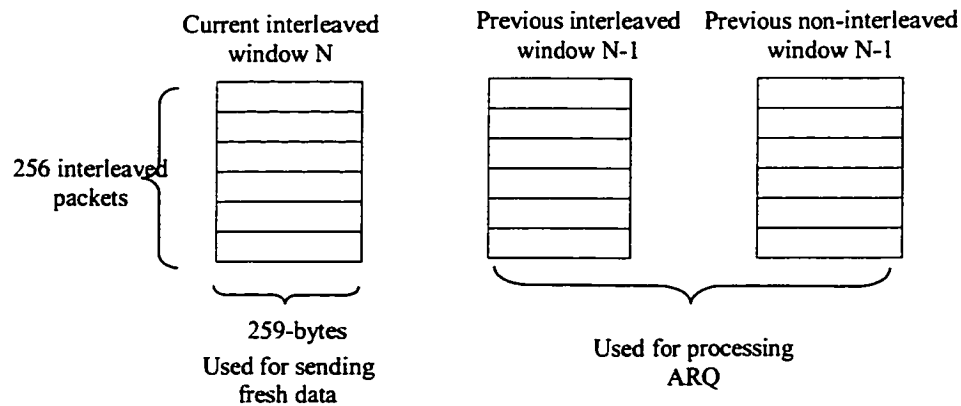 Current interleaved
window N
Previous interleaved
window N-1
Previous non-interleaved
window N-1
256 interleaved
packets
259-bytes
Used for sending
fresh data
Used for processing
ARQ